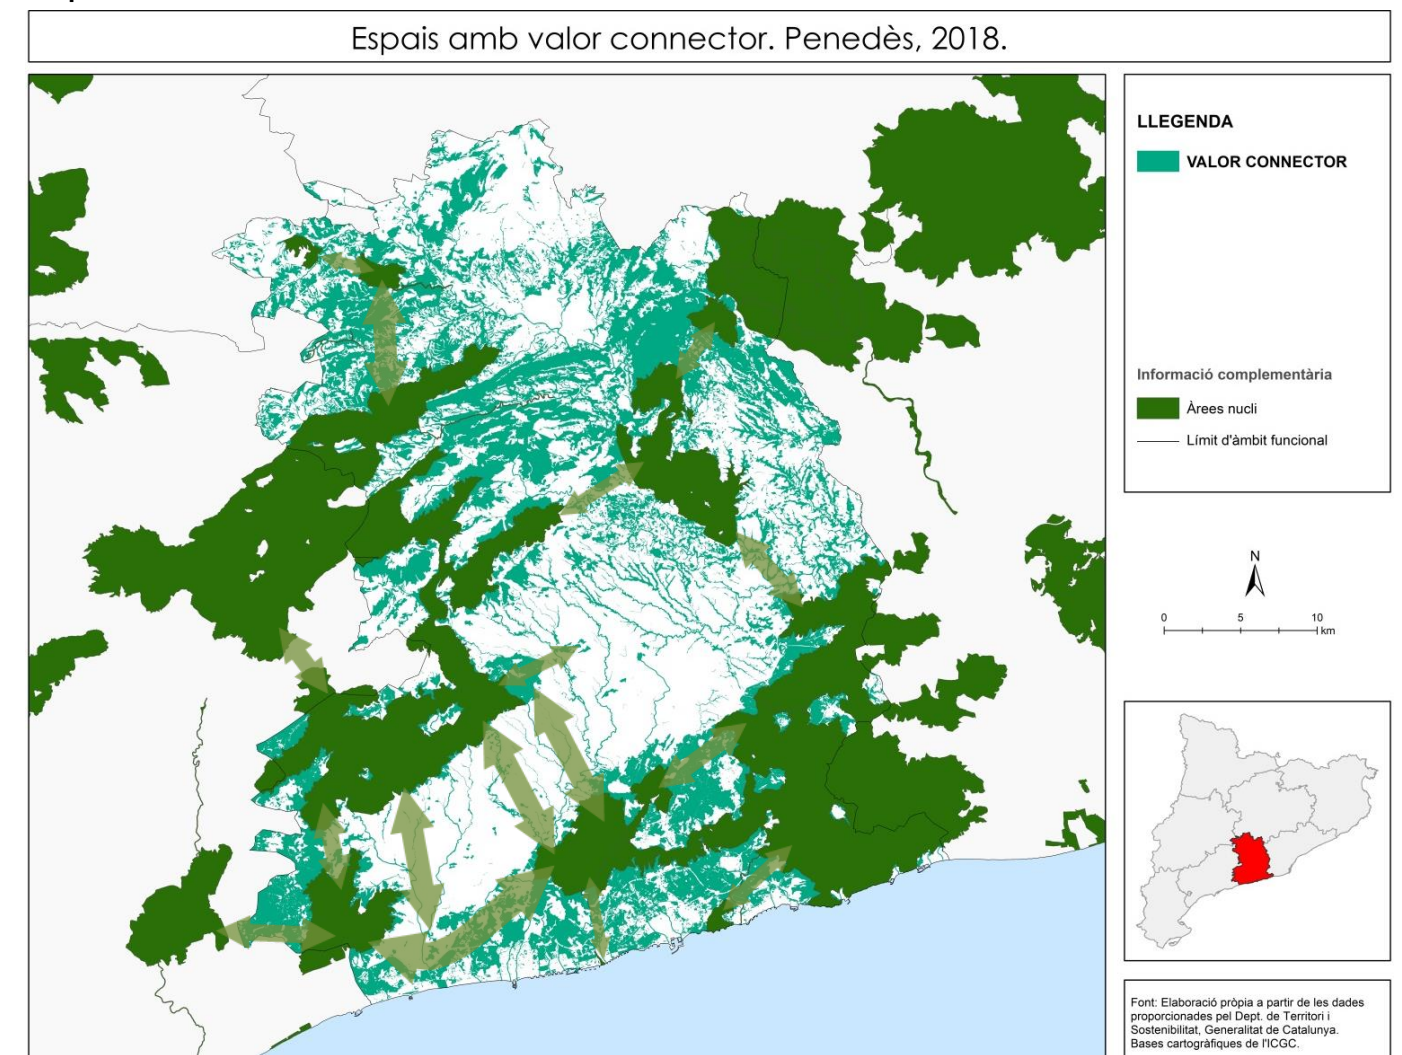 Espais amb valor connector. Penedès, 2018.
LLEGENDA
VALOR CONNECTOR
Informació complementària
Àrees nucli
Límit d'àmbit funcional
N
0 5 10
km
Font: Elaboració pròpia a partir de les dades
proporcionades pel Dept. de Territori i
Sostenibilitat, Generalitat de Catalunya.
Bases cartogràfiques de l'ICGC.